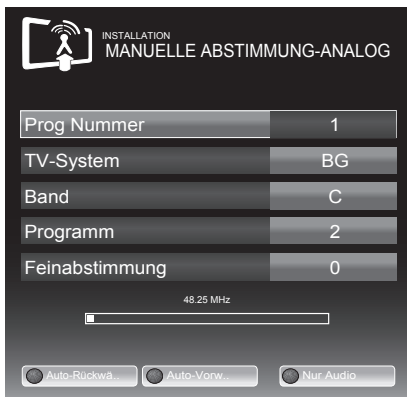 INSTALLATION
MANUELLE ABSTIMMUNG-ANALOG
Prog Nummer 1
TV-System BG
Band C
Programm 2
Feinabstimmung 0
48.25 MHz
Auto-Rückwä.. Auto-Vorw.. Nur Audio